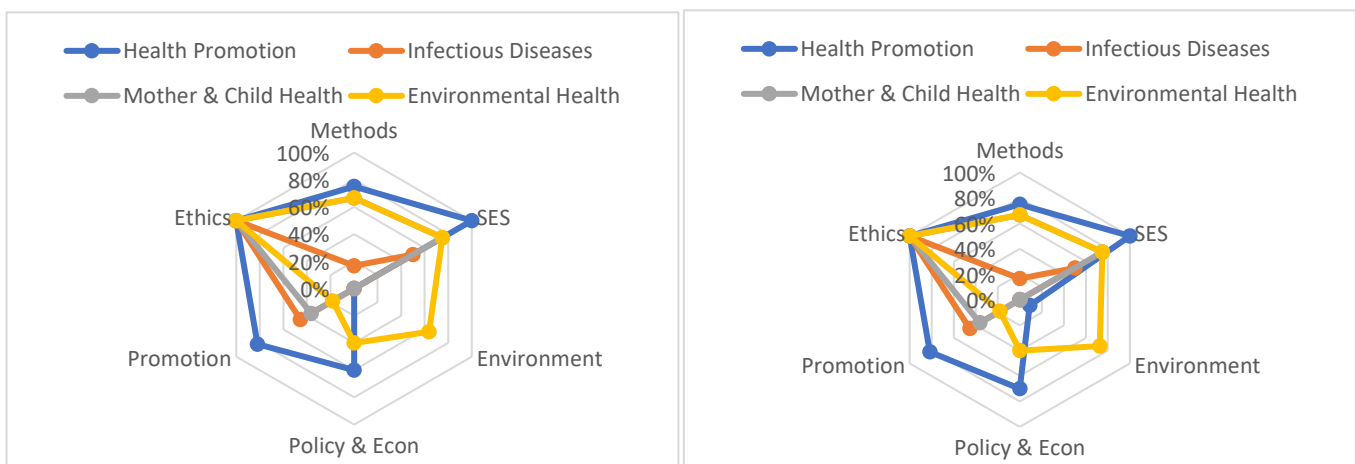 Health Promotion Infectious Diseases
Mother & Child Health Environmental Health
Methods
100%
80%
60%
40%
20%
0%
Ethics
SES
Promotion
Environment
Policy & Econ
Health Promotion Infectious Diseases
Mother & Child Health Environmental Health
Methods
100%
80%
60%
40%
20%
0%
Ethics
SES
Promotion
Environment
Policy & Econ